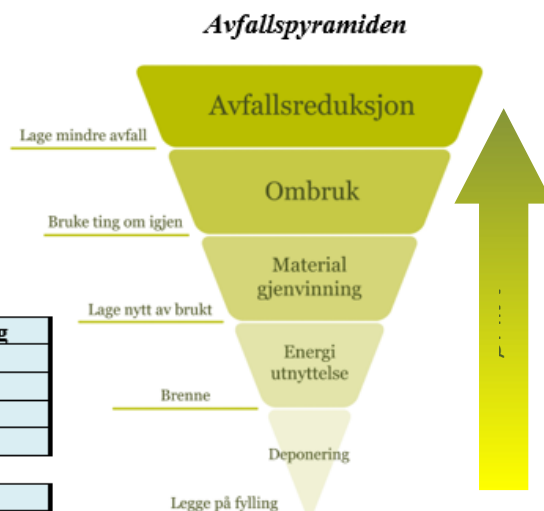 Avfallspyramiden
Avfallsreduksjon
Lage mindre avfall
Ombruk
Bruke ting om igjen
Material
gjenvinning
Lage nytt av brukt
Energi
utnyttelse
Brenne
Deponering
Legge på fylling